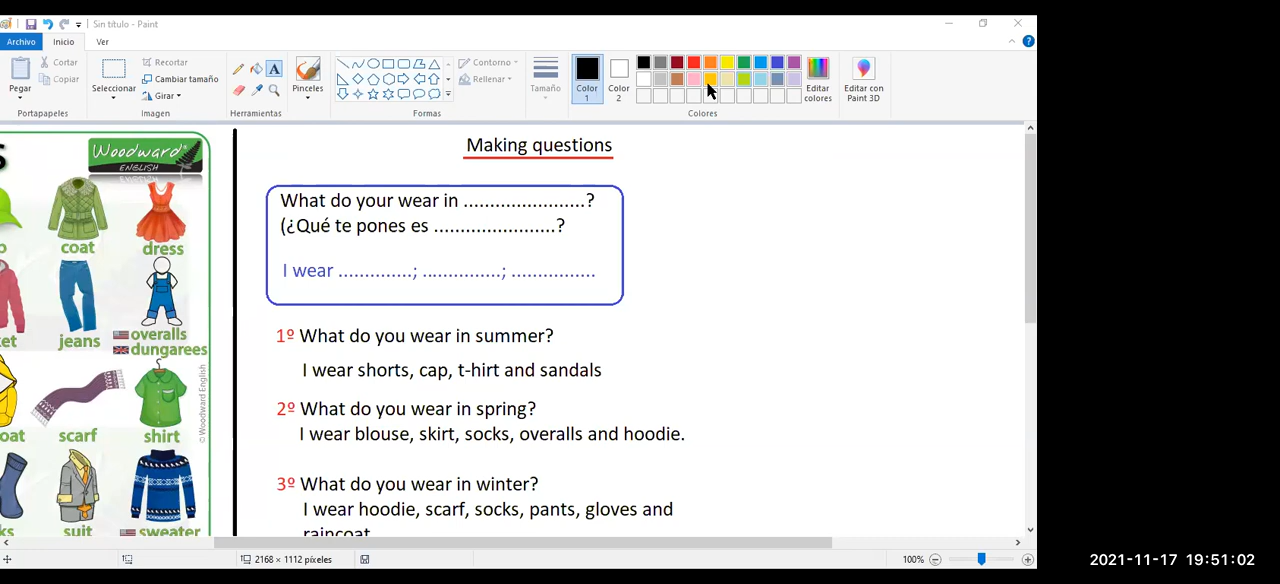 Sin título - Paint
Archivo Inicio Ver
Pegar
Cortar
Copiar
Portapapeles
Seleccionar
Recortar
Cambiar tamaño
Girar
Imagen
Herramientas
Pinceles
Contorno
Rellenar
Formas
Tamaño
Color 1
Color 2
Editar colores
Editar con Paint 3D
Colores
Woodward®
ENGLISH
coat
dress
jeans
overalls
dungarees
scarf
shirt
suit
sweater
© Woodward English
Making questions
What do your wear in .......................?
(¿Qué te pones es .......................?
I wear ..............; ...............; ................
1º What do you wear in summer?
I wear shorts, cap, t-hirt and sandals
2º What do you wear in spring?
I wear blouse, skirt, socks, overalls and hoodie.
3º What do you wear in winter?
I wear hoodie, scarf, socks, pants, gloves and
raincoat
2168 × 1112 píxeles
100%
2021-11-17 19:51:02